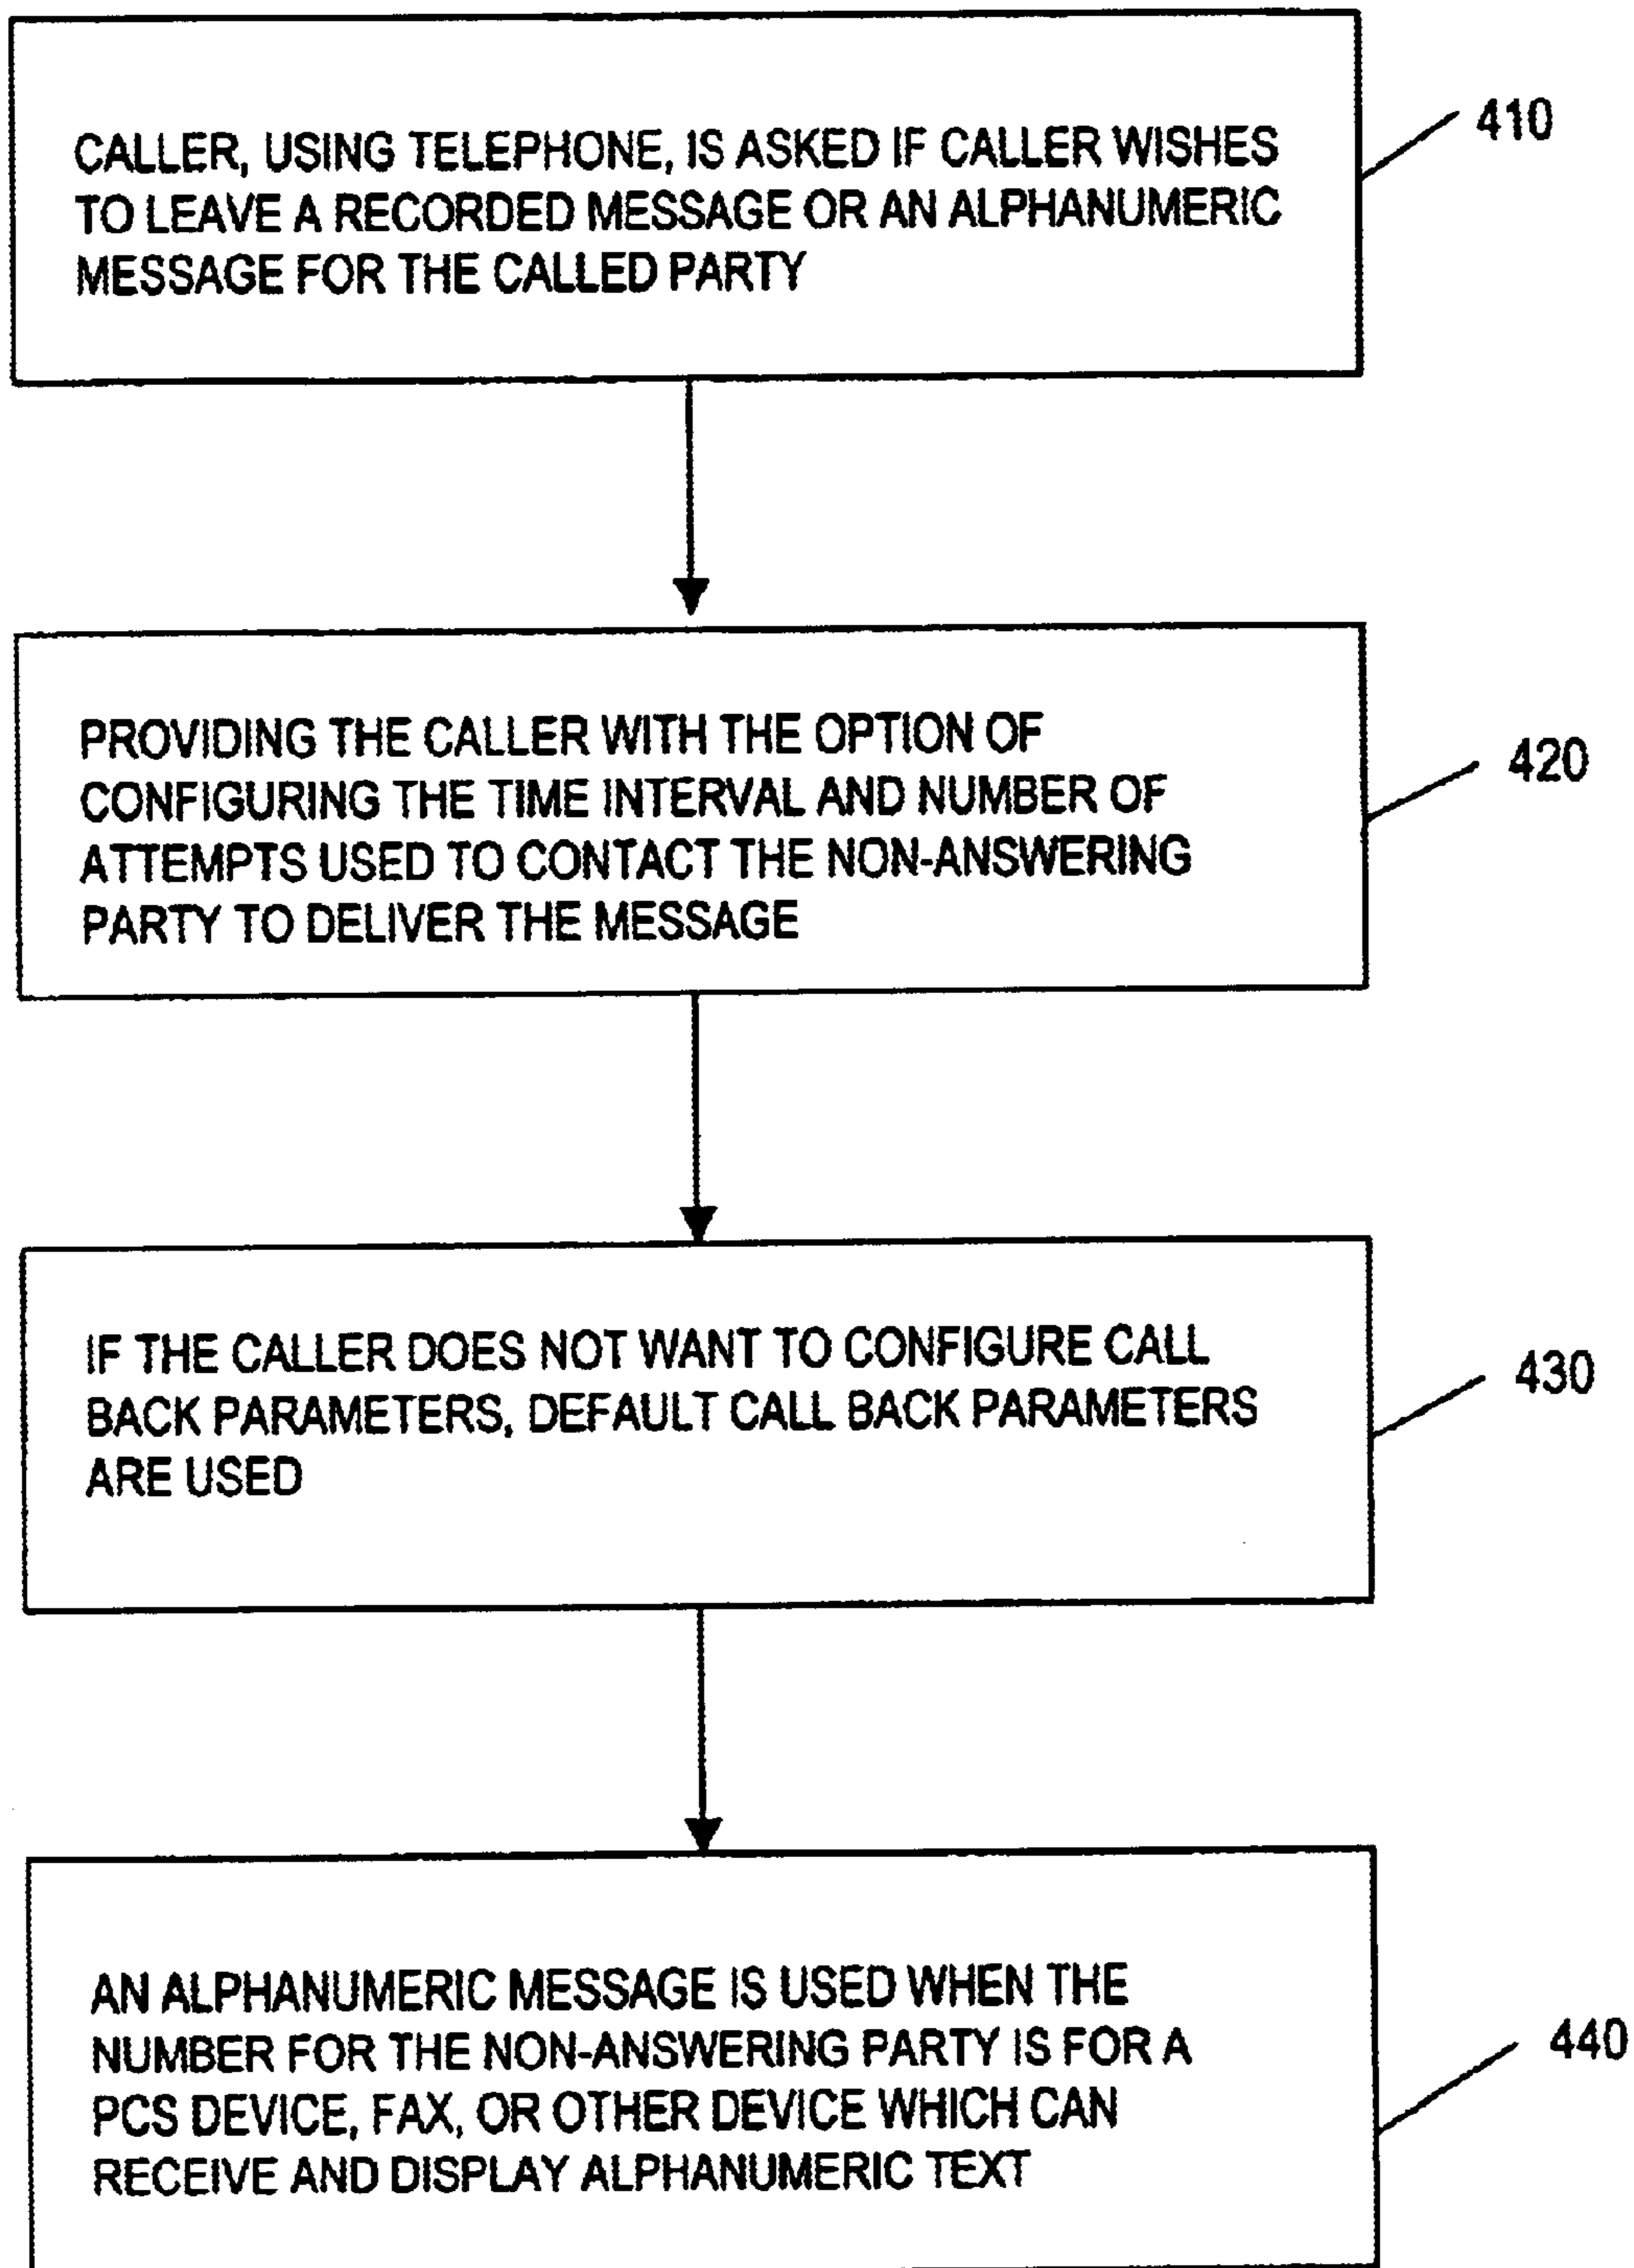 CALLER, USING TELEPHONE, IS ASKED IF CALLER WISHES
TO LEAVE A RECORDED MESSAGE OR AN ALPHANUMERIC
MESSAGE FOR THE CALLED PARTY
410
PROVIDING THE CALLER WITH THE OPTION OF
CONFIGURING THE TIME INTERVAL AND NUMBER OF
ATTEMPTS USED TO CONTACT THE NON-ANSWERING
PARTY TO DELIVER THE MESSAGE
420
IF THE CALLER DOES NOT WANT TO CONFIGURE CALL
BACK PARAMETERS, DEFAULT CALL BACK PARAMETERS
ARE USED
430
AN ALPHANUMERIC MESSAGE IS USED WHEN THE
NUMBER FOR THE NON-ANSWERING PARTY IS FOR A
PCS DEVICE, FAX, OR OTHER DEVICE WHICH CAN
RECEIVE AND DISPLAY ALPHANUMERIC TEXT
440